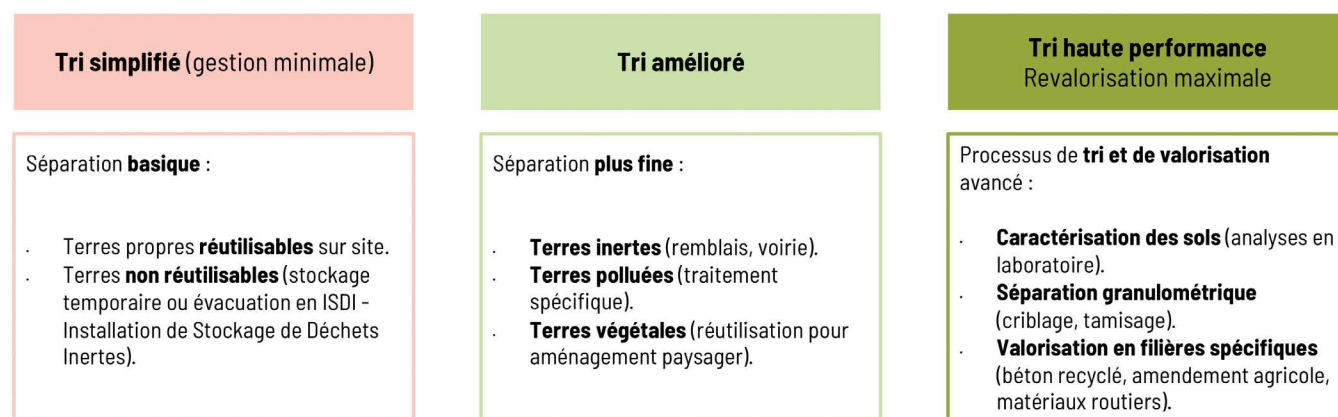 Tri simplifié (gestion minimale)
Séparation basique :
. Terres propres réutilisables sur site.
. Terres non réutilisables (stockage
temporaire ou évacuation en ISDI -
Installation de Stockage de Déchets
Inertes).
Tri amélioré
Séparation plus fine :
. Terres inertes (remblais, voirie).
. Terres polluées (traitement
spécifique).
. Terres végétales (réutilisation pour
aménagement paysager).
Tri haute performance
Revalorisation maximale
Processus de tri et de valorisation
avancé :
. Caractérisation des sols (analyses en
laboratoire).
. Séparation granulométrique
(criblage, tamisage).
. Valorisation en filières spécifiques
(béton recyclé, amendement agricole,
matériaux routiers).